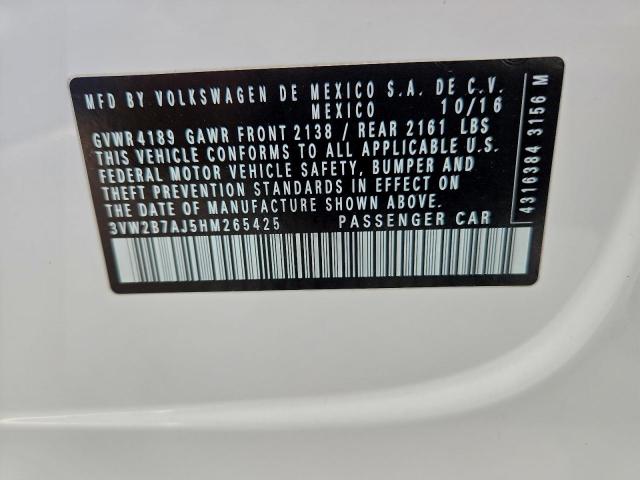 MFD BY VOLKSWAGEN DE MEXICO S.A. DE C.V.
MEXICO 10/16
GVWR4189 GAWR FRONT 2138 / REAR 2161 LBS
THIS VEHICLE CONFORMS TO ALL APPLICABLE U.S.
FEDERAL MOTOR VEHICLE SAFETY, BUMPER AND
THEFT PREVENTION STANDARDS IN EFFECT ON
THE DATE OF MANUFACTURE SHOWN ABOVE.
3VW2B7AJ5HM265425 PASSENGER CAR
4316384 3156 M